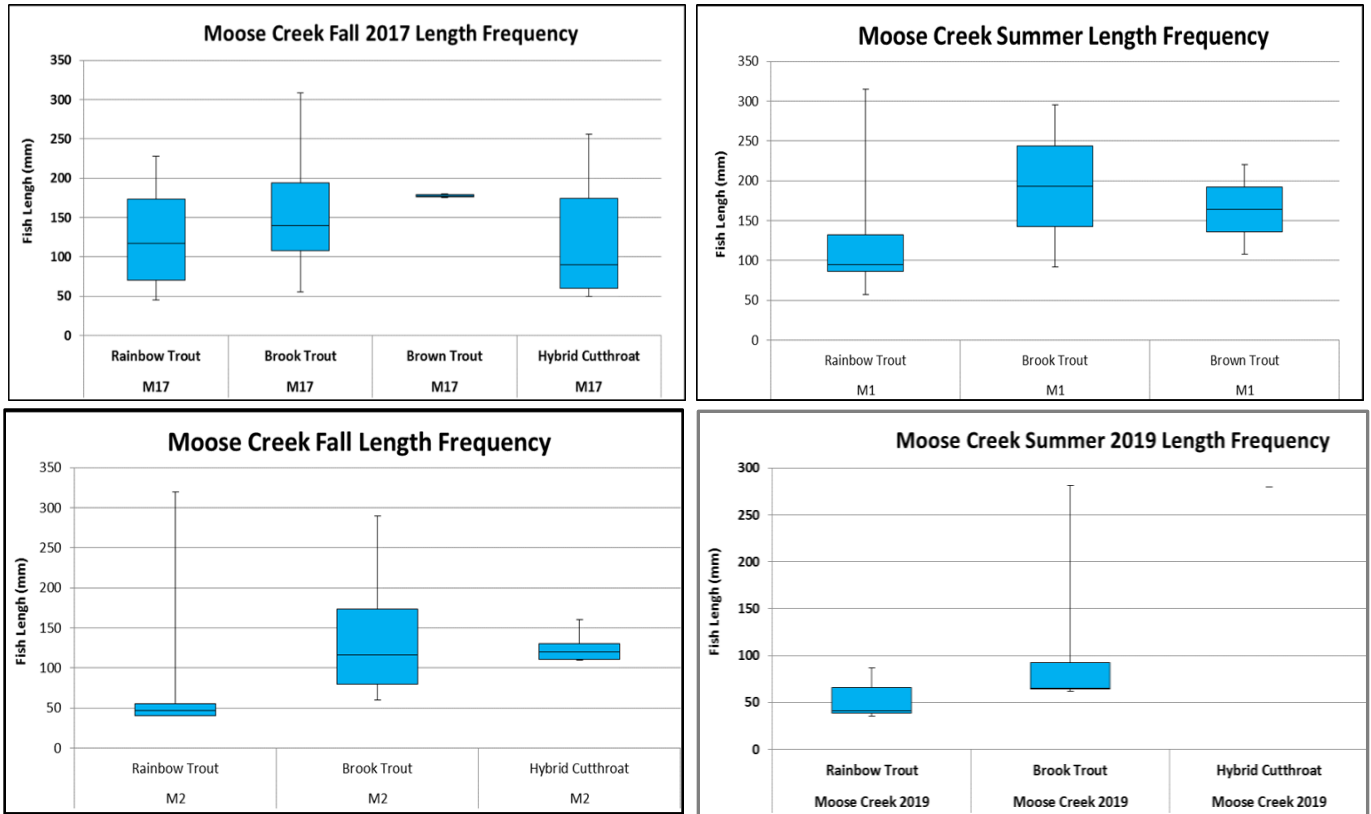 Moose Creek Fall 2017 Length Frequency
Fish Lengh (mm)
350
300
250
200
150
100
50
0
Rainbow Trout Brook Trout Brown Trout Hybrid Cutthroat
M17 M17 M17 M17
Moose Creek Summer Length Frequency
Fish Lengh (mm)
350
300
250
200
150
100
50
0
Rainbow Trout Brook Trout Brown Trout
M1 M1 M1
Moose Creek Fall Length Frequency
Fish Lengh (mm)
350
300
250
200
150
100
50
0
Rainbow Trout Brook Trout Hybrid Cutthroat
M2 M2 M2
Moose Creek Summer 2019 Length Frequency
Fish Lengh (mm)
300
250
200
150
100
50
0
Rainbow Trout Brook Trout Hybrid Cutthroat
Moose Creek 2019 Moose Creek 2019 Moose Creek 2019